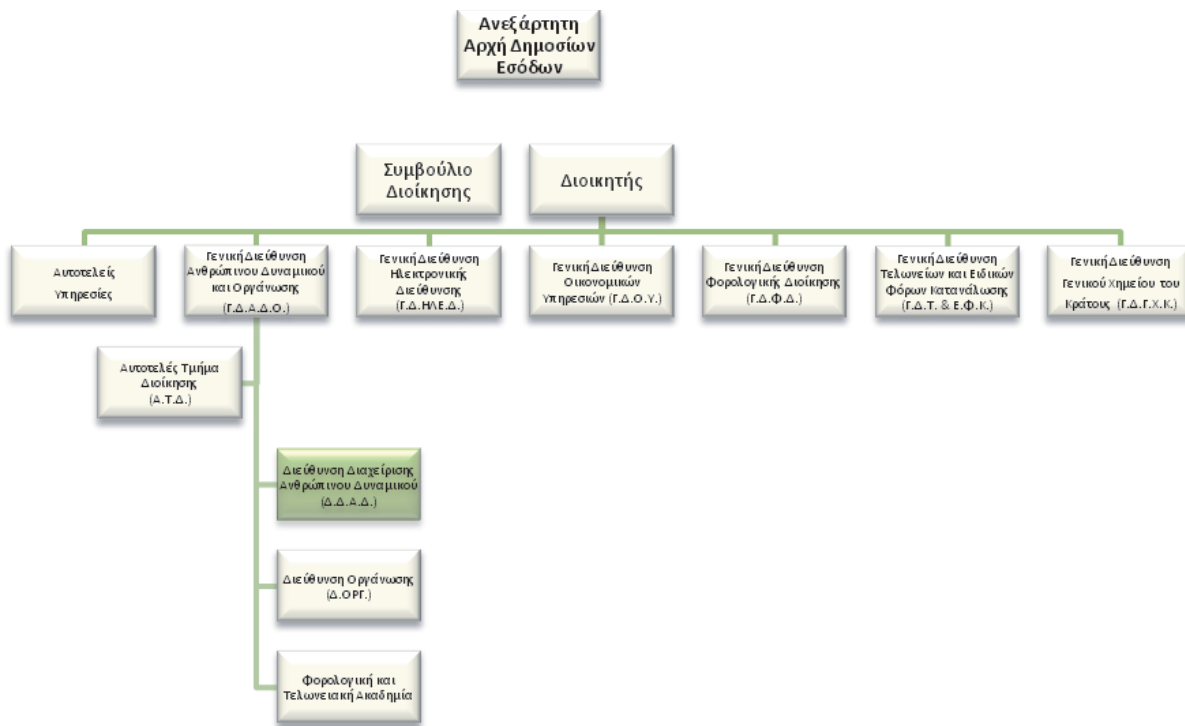 Ανεξάρτητη
Αρχή Δημοσίων
Εσόδων
Συμβούλιο
Διοίκησης
Διοικητής
Αυτοτελείς
Υπηρεσίες
Γενική Διεύθυνση
Ανθρώπινου Δυναμικού
και Οργάνωσης
(Γ.Δ.Α.Δ.Ο.)
Γενική Διεύθυνση
Ηλεκτρονικής
Διεύθυνσης
(Γ.Δ.ΗΛΕ.Δ.)
Γενική Διεύθυνση
Οικονομικών
Υπηρεσιών (Γ.Δ.Ο.Υ.)
Γενική Διεύθυνση
Φορολογικής Διοίκησης
(Γ.Δ.Φ.Δ.)
Γενική Διεύθυνση
Τελωνείων και Ειδικών
Φόρων Κατανάλωσης
(Γ.Δ.Τ. & Ε.Φ.Κ.)
Γενική Διεύθυνση
Γενικού Χημείου του
Κράτους (Γ.Δ.Γ.Χ.Κ.)
Αυτοτελές Τμήμα
Διοίκησης
(Α.Τ.Δ.)
Διεύθυνση Διαχείρισης
Ανθρώπινου Δυναμικού
(Δ.Δ.Α.Δ.)
Διεύθυνση Οργάνωσης
(Δ.ΟΡΓ.)
Φορολογική και
Τελωνειακή Ακαδημία